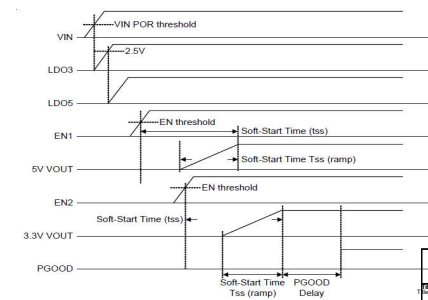 VIN POR threshold
VIN
2.5V
LDO3
LDO5
EN threshold
EN1
Soft-Start Time (tss)
Soft-Start Time Tss (ramp)
5V VOUT
EN threshold
EN2
Soft-Start Time (tss)
3.3V VOUT
PGOOD
Soft-Start Time
Tss (ramp)
PGOOD
Delay